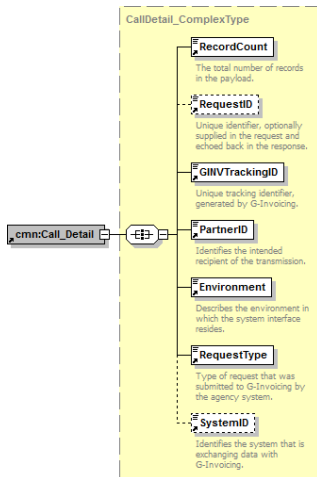 CallDetail_ComplexType
RecordCount
The total number of records
in the payload.
RequestID
Unique identifier, optionally
supplied in the request and
echoed back in the response.
GINVTrackingID
Unique tracking identifier,
generated by G-Invoicing.
cmn:Call_Detail
PartnerID
Identifies the intended
recipient of the transmission.
Environment
Describes the environment in
which the system interface
resides.
RequestType
Type of request that was
submitted to G-Invoicing by
the agency system.
SystemID
Identifies the system that is
exchanging data with
G-Invoicing.